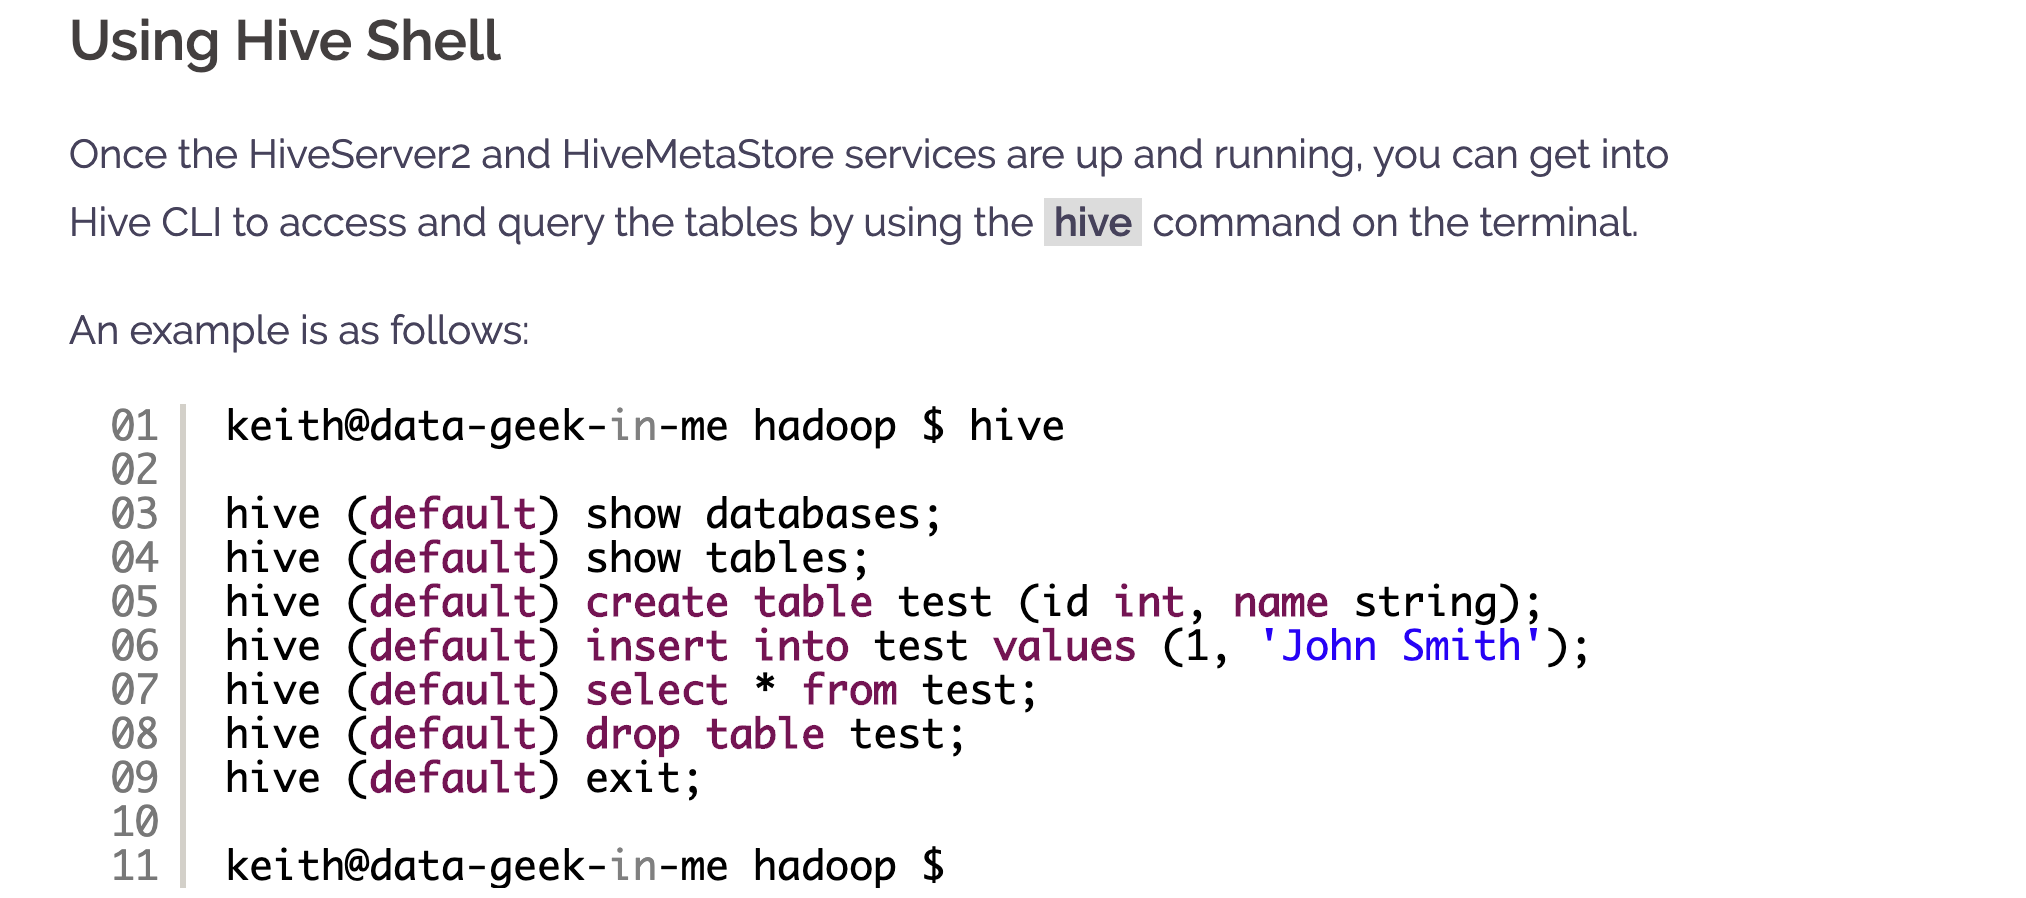 Using Hive Shell
Once the HiveServer2 and HiveMetaStore services are up and running, you can get into
Hive CLI to access and query the tables by using the hive command on the terminal.
An example is as follows:
01 keith@data-geek-in-me hadoop $ hive
02
03 hive (default) show databases;
04 hive (default) show tables;
05 hive (default) create table test (id int, name string);
06 hive (default) insert into test values (1, 'John Smith');
07 hive (default) select * from test;
08 hive (default) drop table test;
09 hive (default) exit;
10
11 keith@data-geek-in-me hadoop $